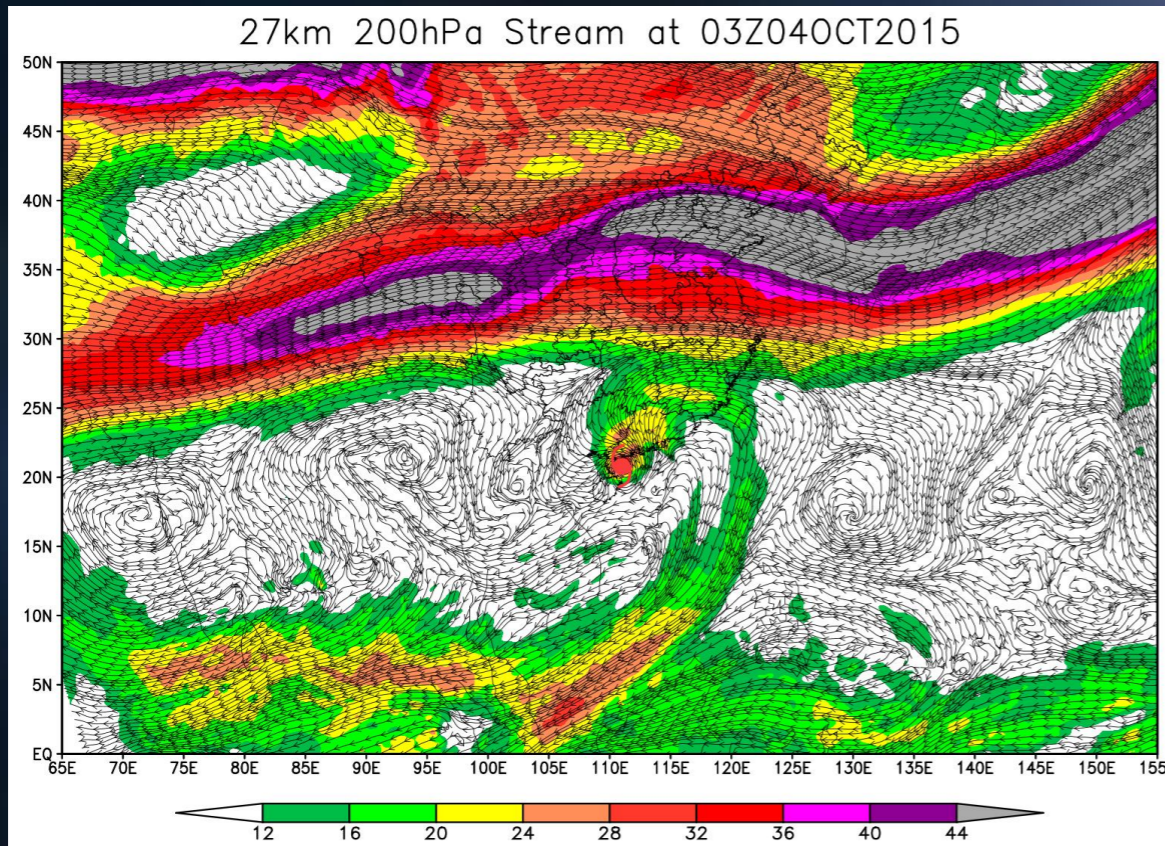 27km 200hPa Stream at 03Z04OCT2015
50N
45N
40N
35N
30N
25N
20N
15N
10N
5N
EQ
65E 70E 75E 80E 85E 90E 95E 100E 105E 110E 115E 120E 125E 130E 135E 140E 145E 150E 155E
12 16 20 24 28 32 36 40 44